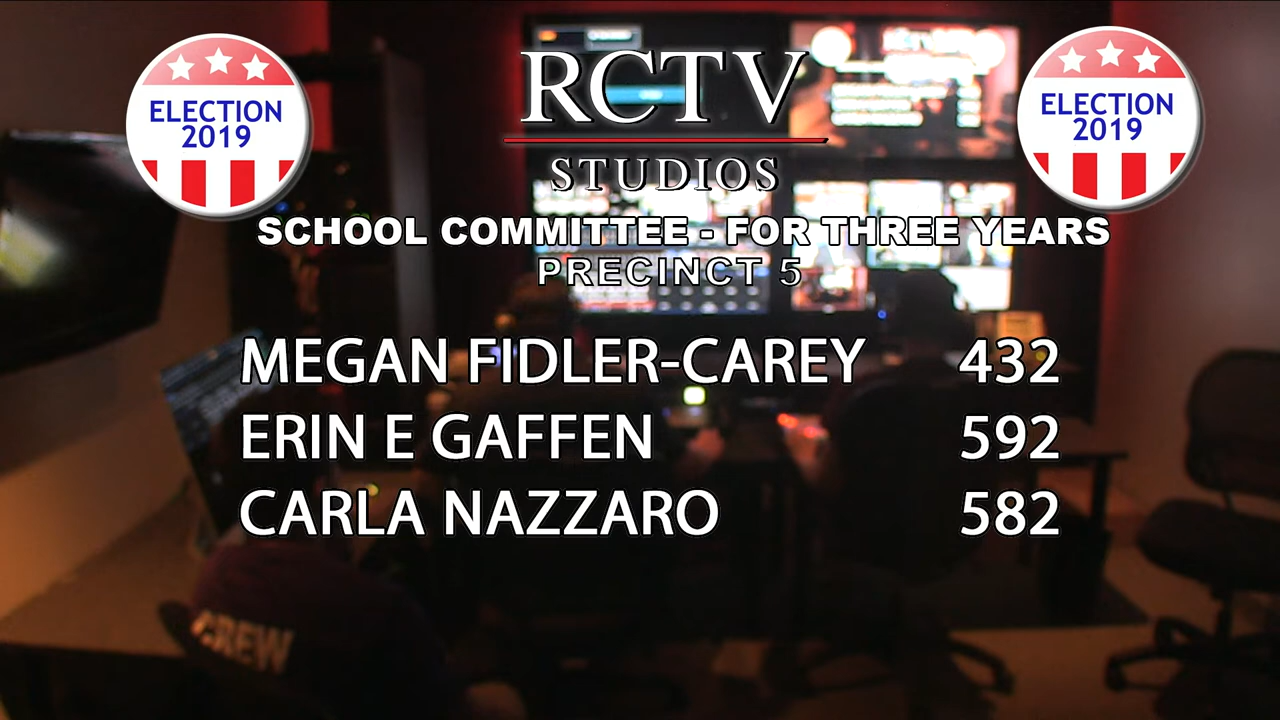 ELECTION
2019
RCTV
STUDIOS
ELECTION
2019
SCHOOL COMMITTEE - FOR THREE YEARS
PRECINCT 5
MEGAN FIDLER-CAREY 432
ERIN E GAFFEN 592
CARLA NAZZARO 582
CREW